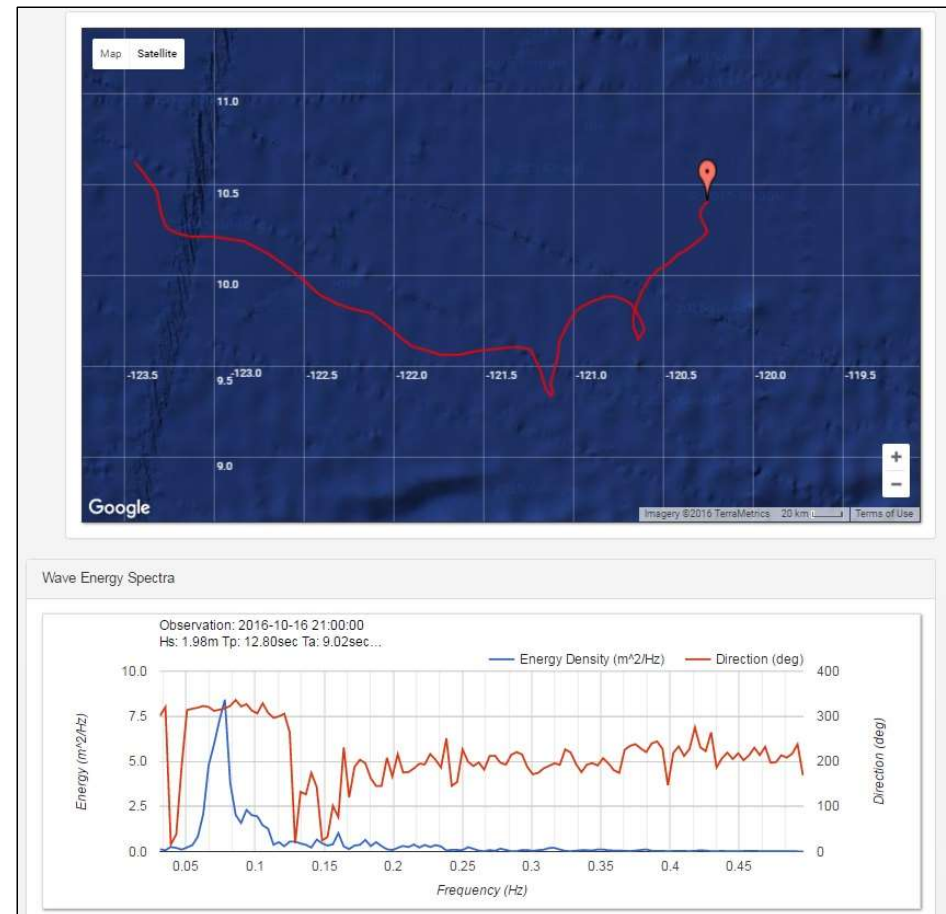 Map Satellite
11.0
10.5
10.0
-123.5 9.5 -123.0 -122.5 -122.0 -121.5 -121.0 -120.5 -120.0 -119.5
9.0
Google
Imagery ©2016 TerraMetrics 20 km Terms of Use
Wave Energy Spectra
Observation: 2016-10-16 21:00:00
Hs: 1.98m Tp: 12.80sec Ta: 9.02sec...
Energy Density (m^2/Hz) Direction (deg)
10.0 400
7.5 300
5.0 200
2.5 100
0.0 0
Energy (m^2/Hz)
Direction (deg)
0.05 0.1 0.15 0.2 0.25 0.3 0.35 0.4 0.45
Frequency (Hz)